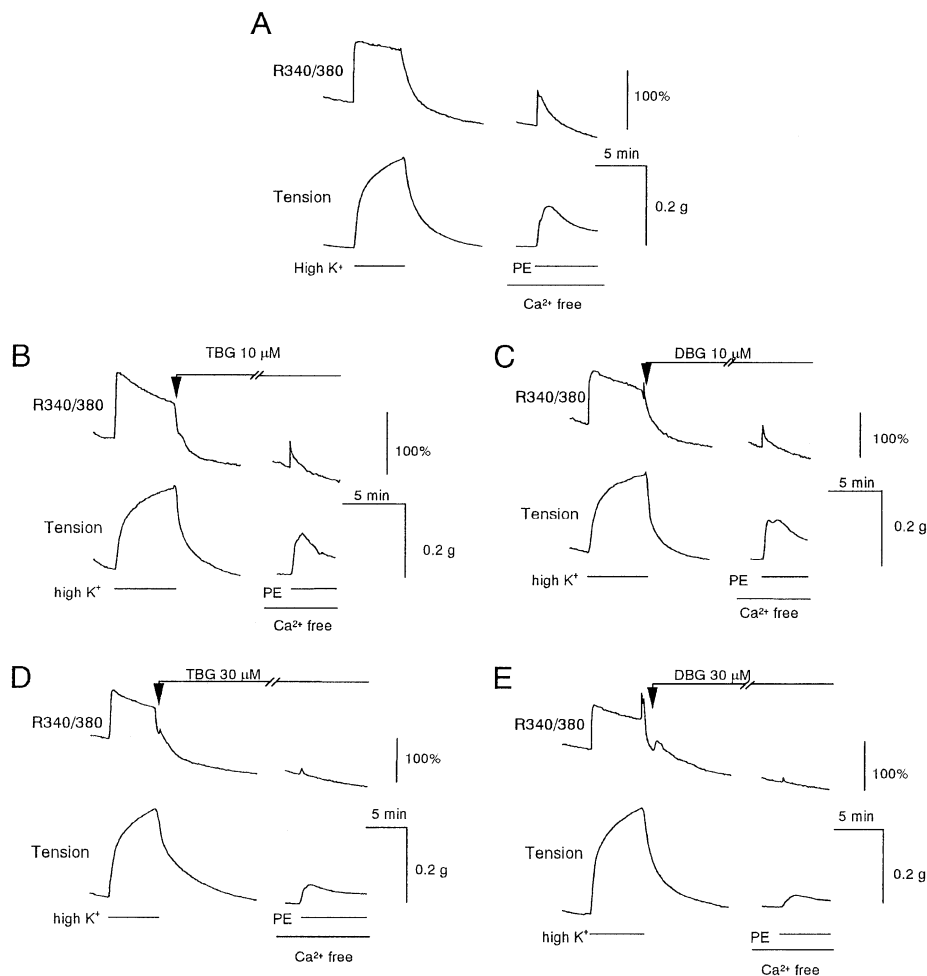 A
R340/380
100%
5 min
Tension
0.2 g
High K+
PE
Ca²⁺ free
B
TBG 10 µM
R340/380
100%
5 min
Tension
0.2 g
high K⁺
PE
Ca²⁺ free
C
DBG 10 µM
R340/380
100%
5 min
Tension
0.2 g
high K⁺
PE
Ca²⁺ free
D
TBG 30 µM
R340/380
100%
5 min
Tension
0.2 g
high K⁺
PE
Ca²⁺ free
E
DBG 30 µM
R340/380
100%
5 min
Tension
0.2 g
high K⁺
PE
Ca²⁺ free